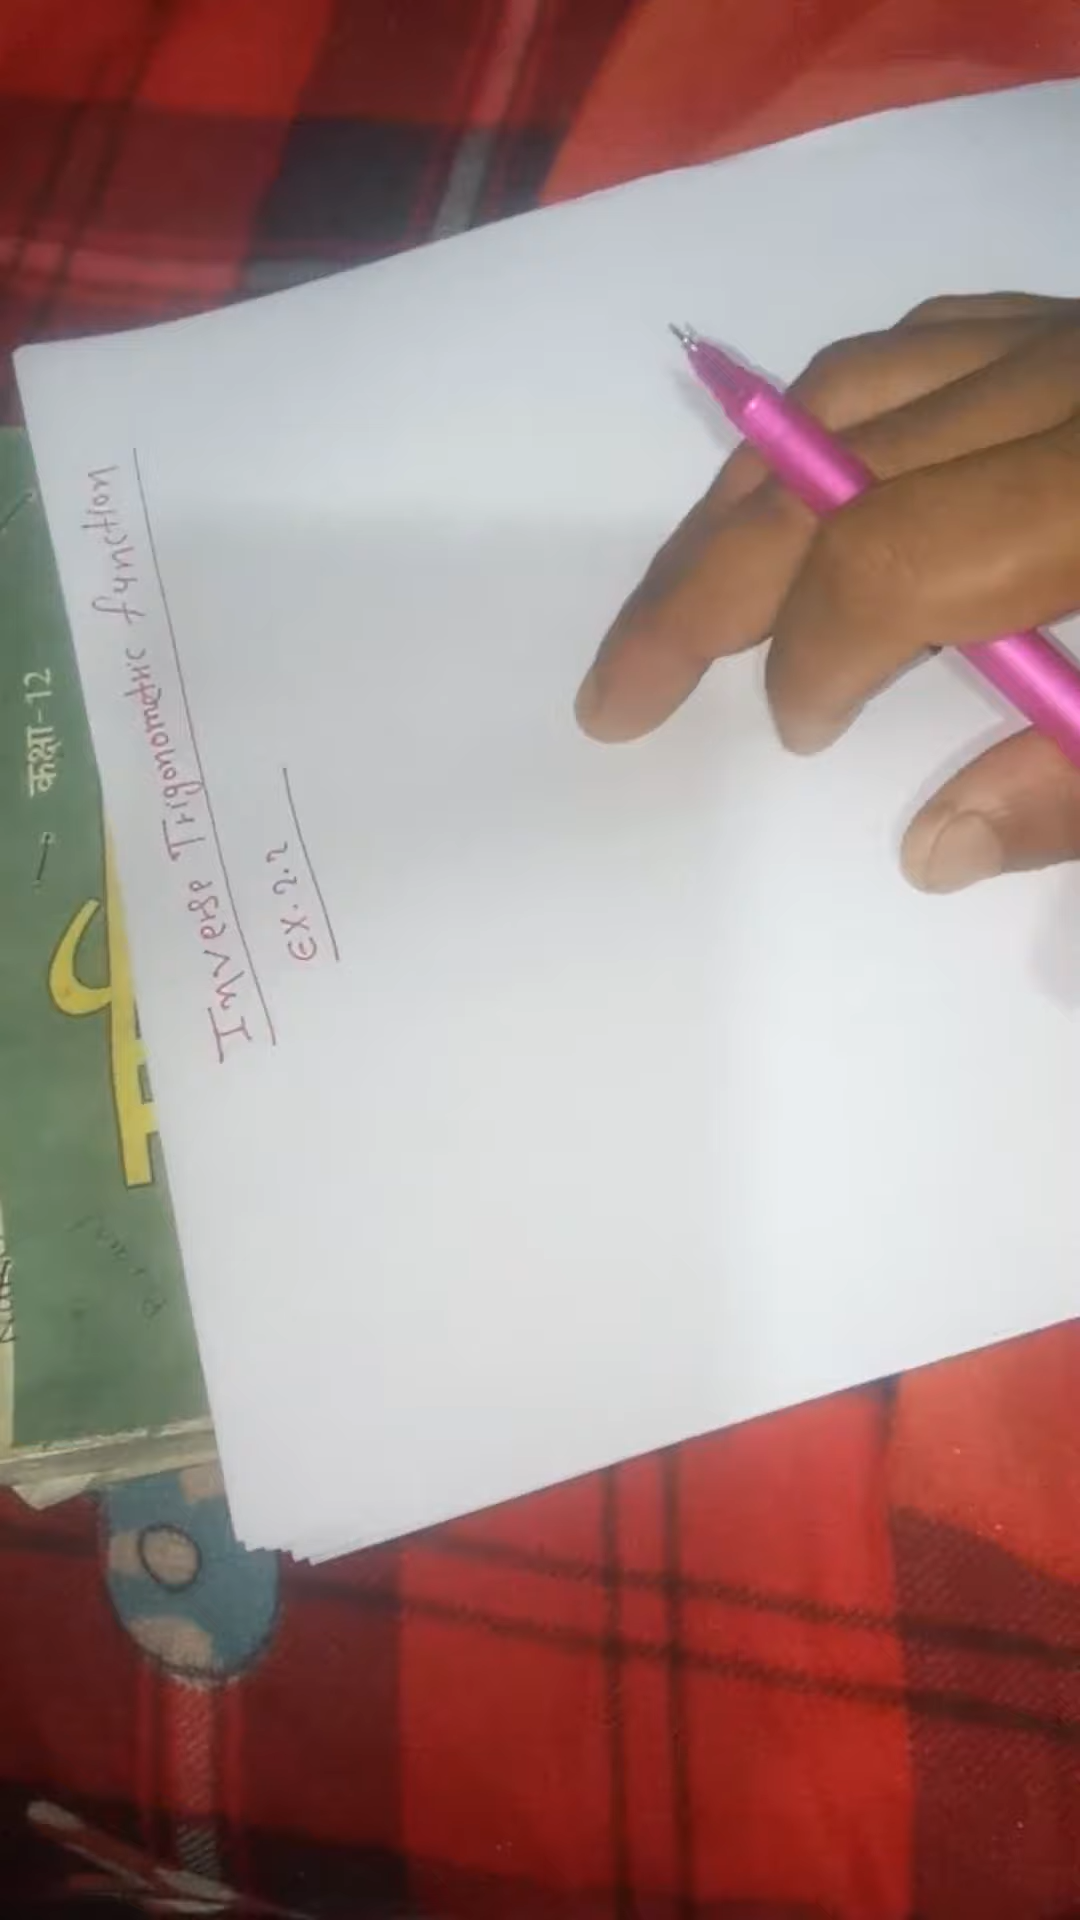 Inverse Trigonometric function
Ex. 2.2
कक्षा-12